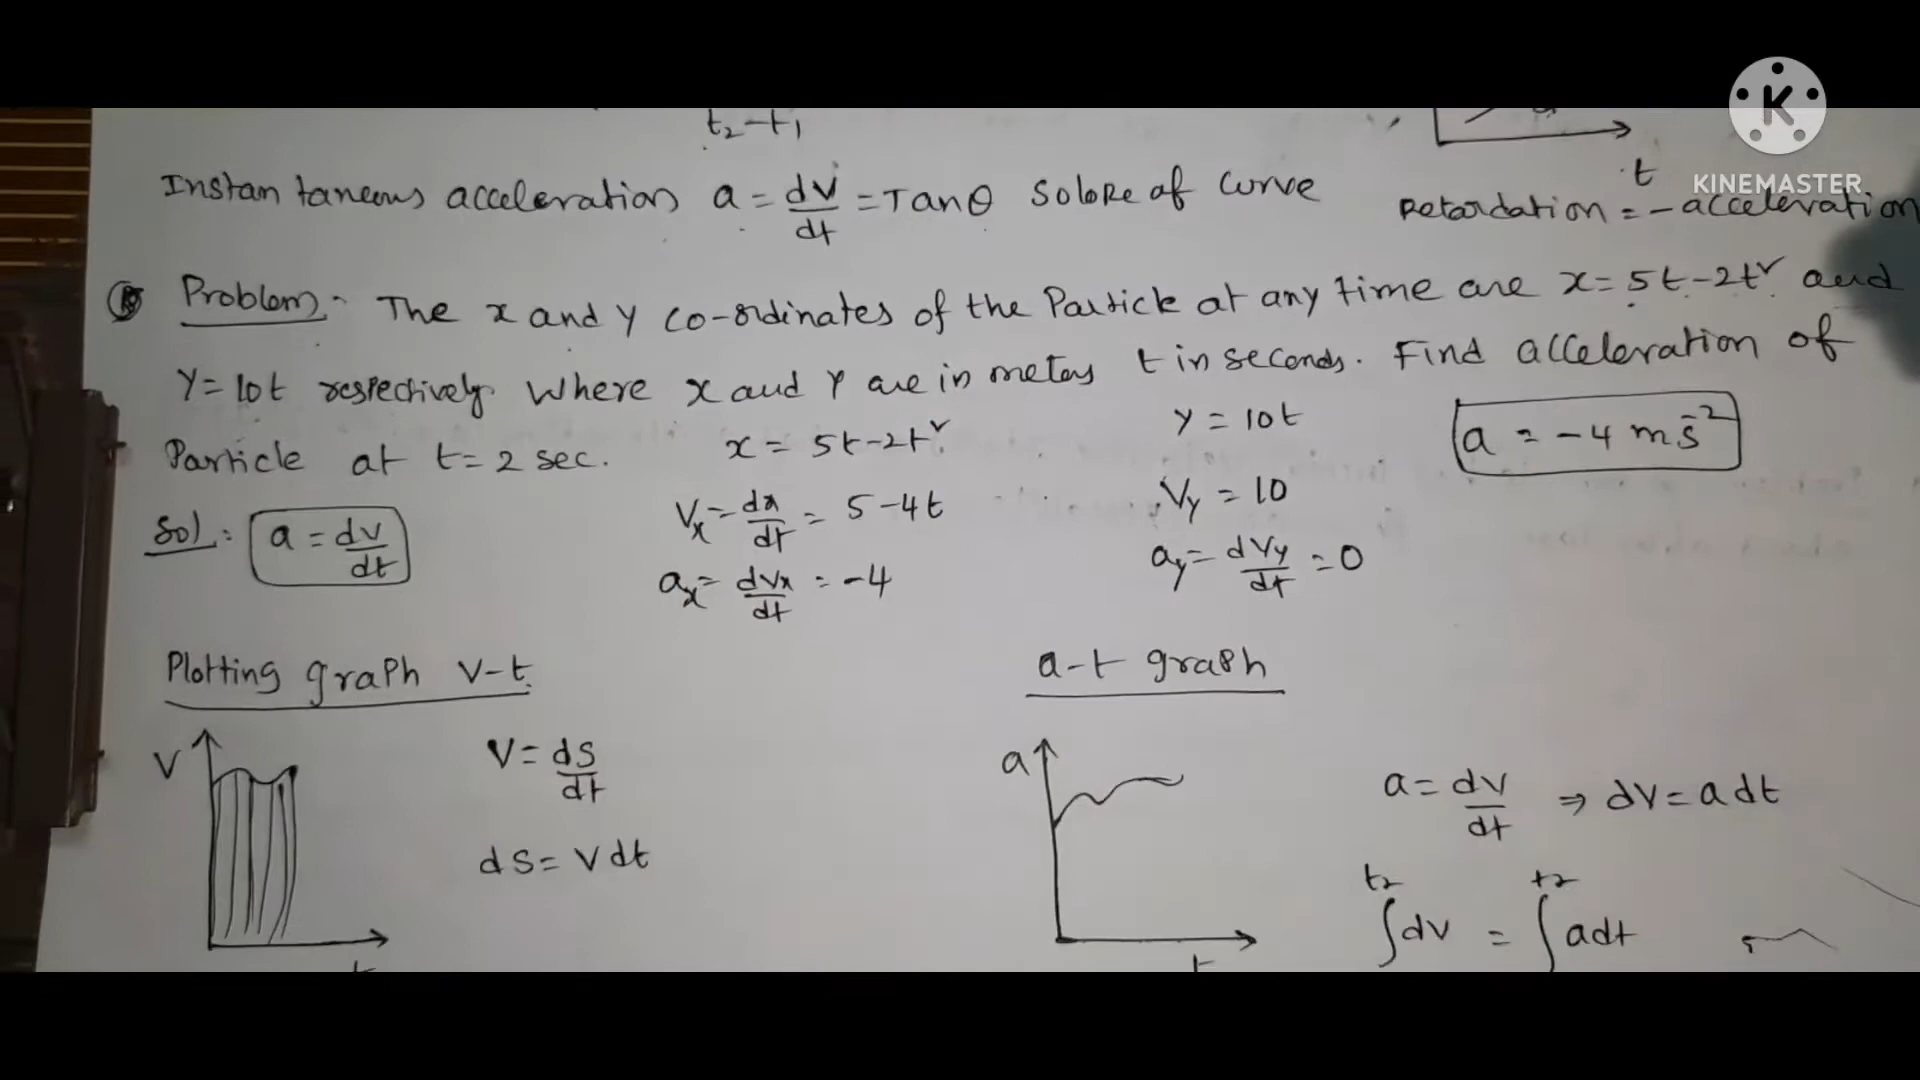 t₂-t₁
Instantaneous acceleration a = dv/dt = Tanθ Solope of curve
t
KINEMASTER
Retardation = - acceleration
Problem:- The x and y co-ordinates of the Particle at any time are x = 5t-2t² and
Y=10t respectively. Where x and y are in meters t in seconds. Find acceleration of
Particle at t=2 sec.
x = 5t-2t²
y = 10t
a = -4 ms⁻²
Sol:
a = dv/dt
Vx = dx/dt = 5-4t
Vy = 10
ax = dvx/dt = -4
ay = dVy/dt = 0
Plotting graph v-t.
a-t graph
V
V = ds/dt
ds = vdt
t
a
t
a = dv/dt ⇒ dv = a dt
t₂ t₂
∫dv = ∫adt